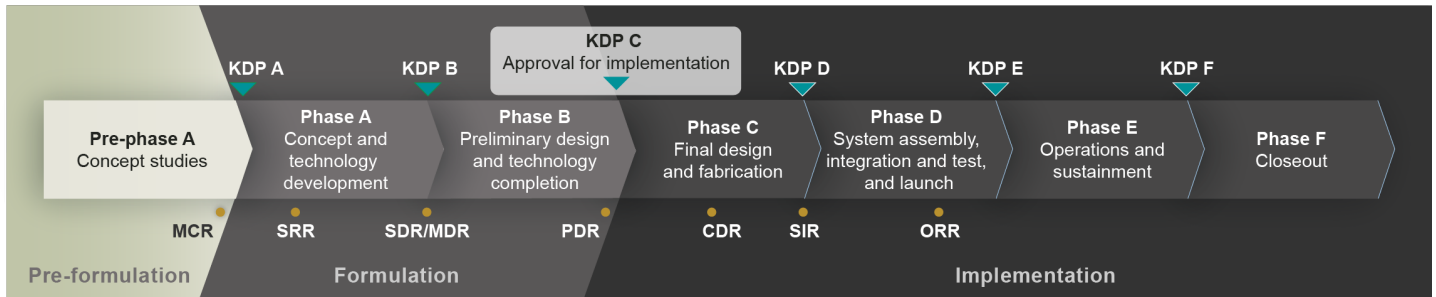 KDP C
Approval for implementation
KDP A
KDP B
KDP D
KDP E
KDP F
Pre-phase A
Concept studies
Phase A
Concept and
technology
development
Phase B
Preliminary design
and technology
completion
Phase C
Final design
and fabrication
Phase D
System assembly,
integration and test,
and launch
Phase E
Operations and
sustainment
Phase F
Closeout
MCR
SRR
SDR/MDR
PDR
CDR
SIR
ORR
Pre-formulation
Formulation
Implementation